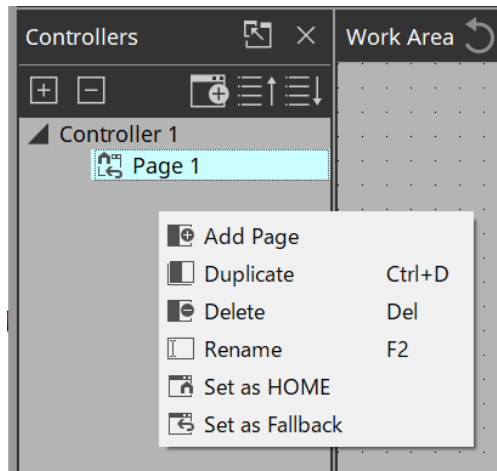 Controllers
Work Area
Controller 1
Page 1
Add Page
Duplicate Ctrl+D
Delete Del
Rename F2
Set as HOME
Set as Fallback